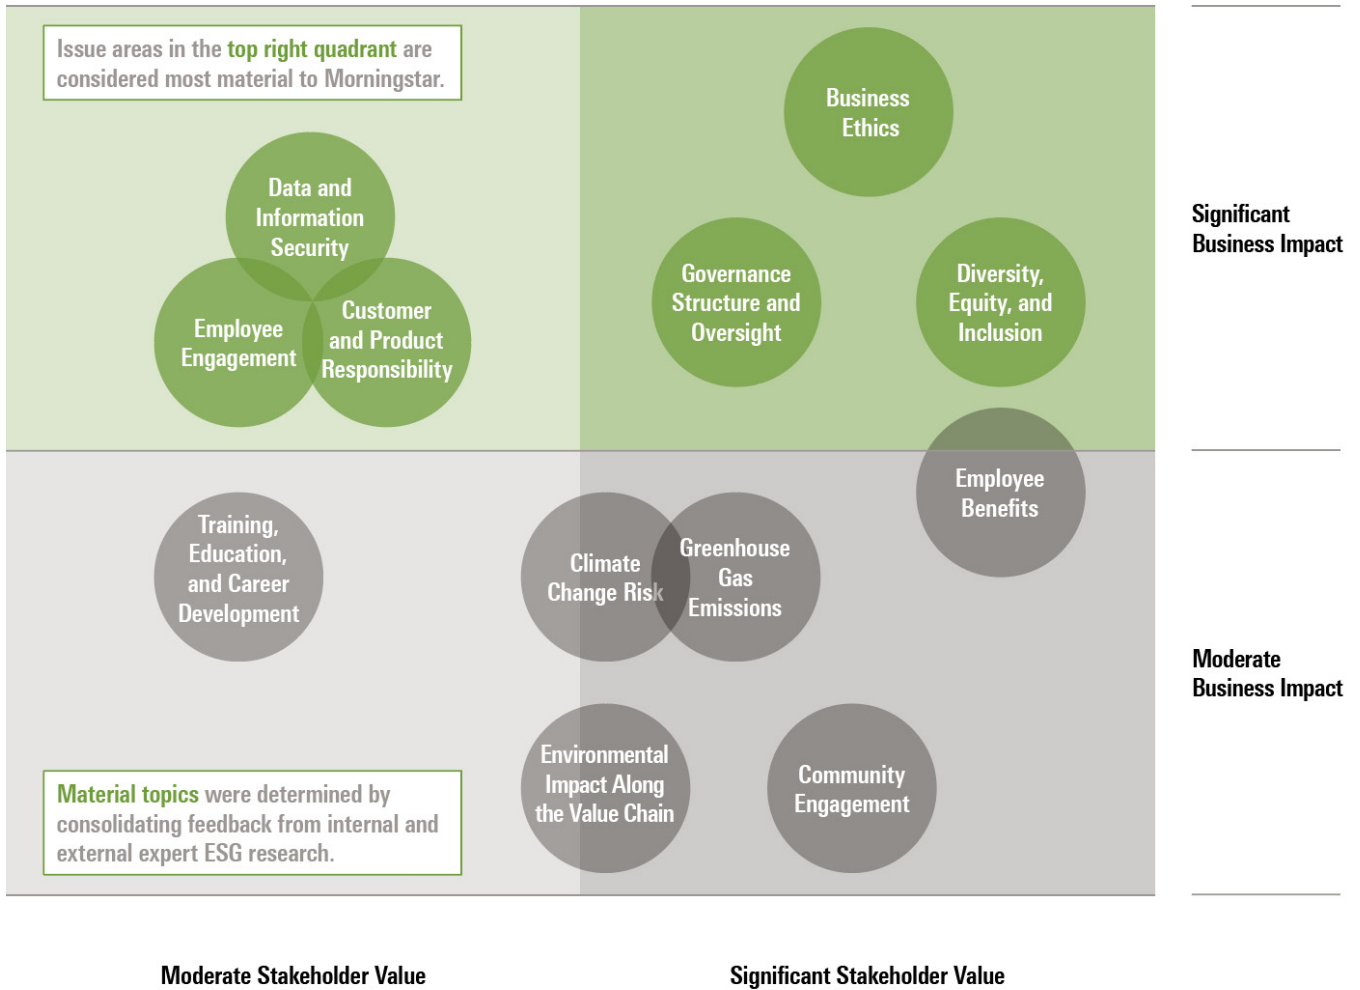 Issue areas in the top right quadrant are
considered most material to Morningstar.
Business
Ethics
Data and
Information
Security
Employee
Engagement
Customer
and Product
Responsibility
Governance
Structure and
Oversight
Diversity,
Equity, and
Inclusion
Significant
Business Impact
Employee
Benefits
Training,
Education,
and Career
Development
Climate
Change Risk
Greenhouse
Gas
Emissions
Moderate
Business Impact
Environmental
Impact Along
the Value Chain
Community
Engagement
Material topics were determined by
consolidating feedback from internal and
external expert ESG research.
Moderate Stakeholder Value
Significant Stakeholder Value